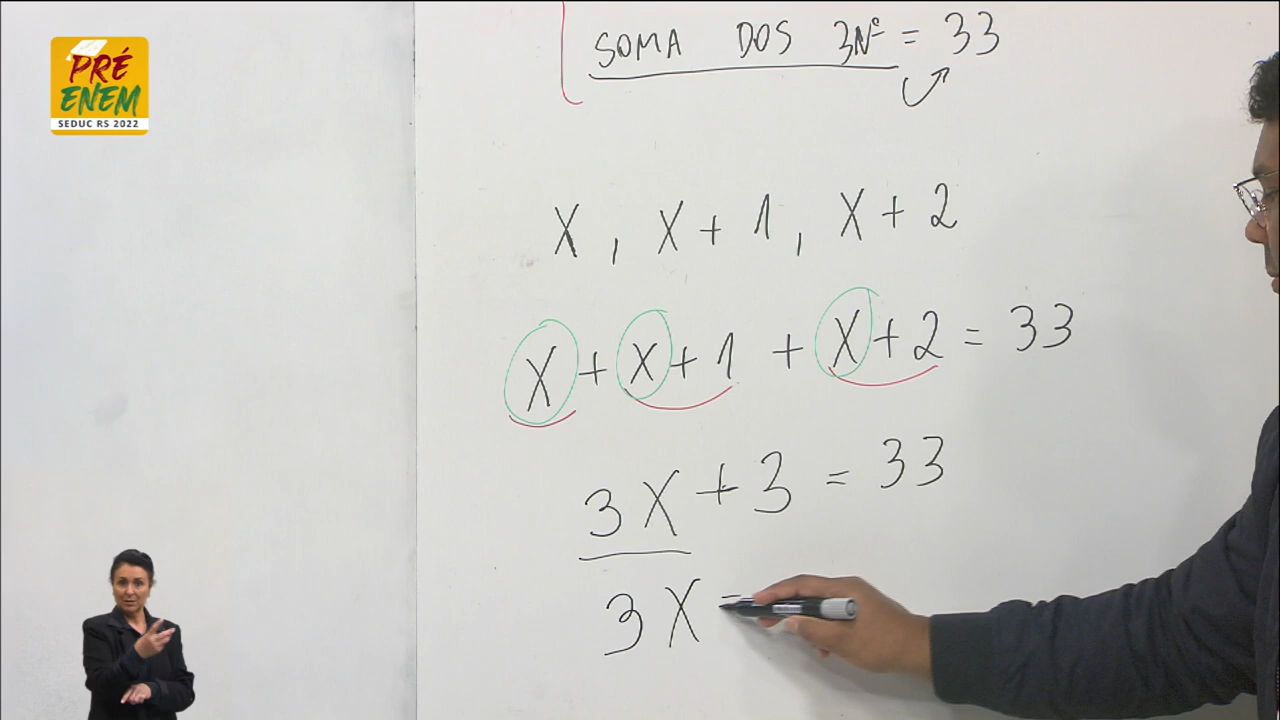 PRÉ
ENEM
SEDUC RS 2022
SOMA DOS 3Nº = 33
X , X + 1 , X + 2
X + X + 1 + X + 2 = 33
3X + 3 = 33
3X =